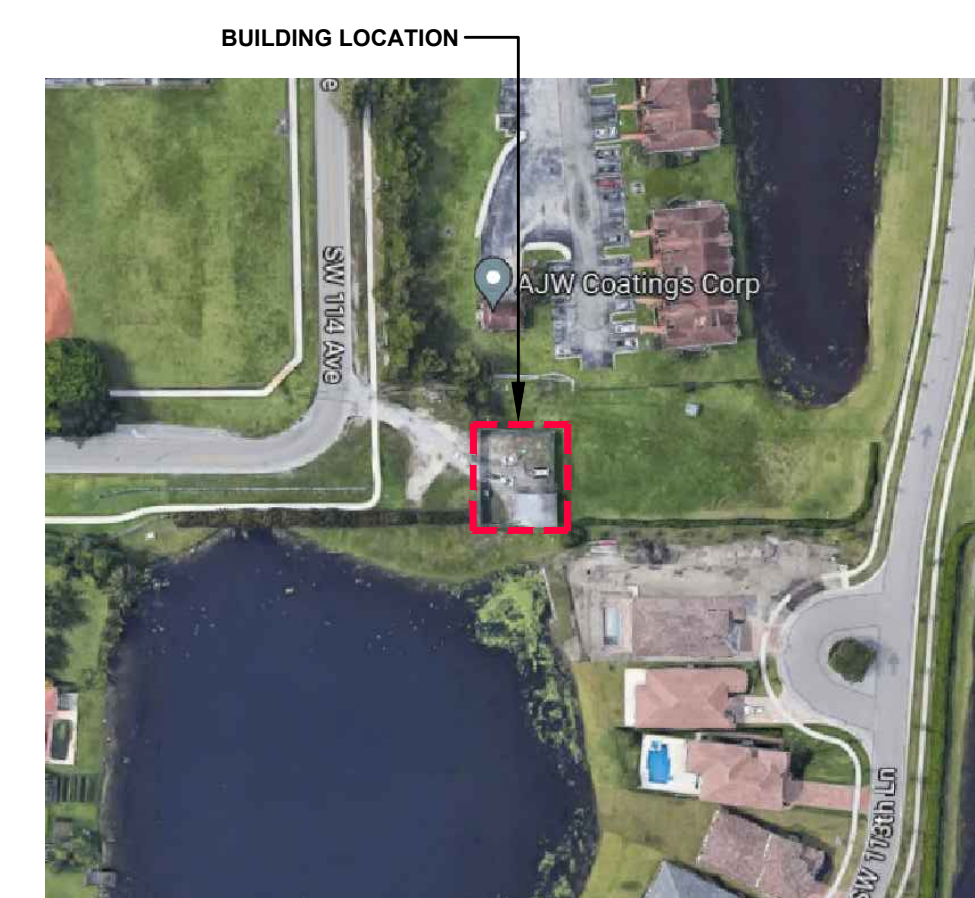 BUILDING LOCATION
e
SW 114 Ave
AJW Coatings Corp
SW 113th Ln